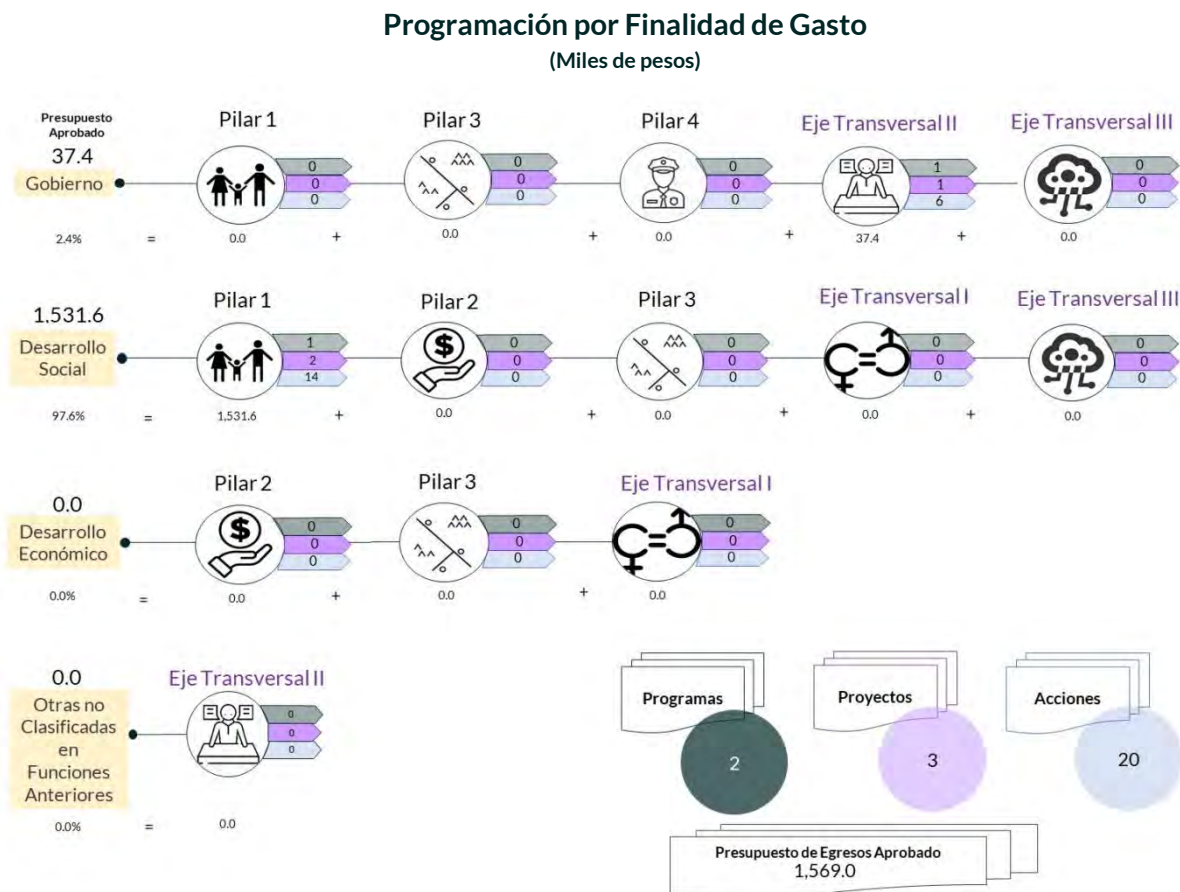 Programación por Finalidad de Gasto
(Miles de pesos)
Presupuesto
Aprobado
37.4
Gobierno
2.4%
=
Pilar 1
0
0
0
0.0
+
Pilar 3
0
0
0
0.0
+
Pilar 4
0
0
0
0.0
+
Eje Transversal II
1
1
6
37.4
+
Eje Transversal III
0
0
0
0.0
1,531.6
Desarrollo
Social
97.6%
=
Pilar 1
1
2
14
1,531.6
+
Pilar 2
$
0
0
0
0.0
+
Pilar 3
0
0
0
0.0
+
Eje Transversal I
0
0
0
0.0
+
Eje Transversal III
0
0
0
0.0
0.0
Desarrollo
Económico
0.0%
=
Pilar 2
$
0
0
0
0.0
+
Pilar 3
0
0
0
0.0
+
Eje Transversal I
0
0
0
0.0
0.0
Otras no
Clasificadas
en
Funciones
Anteriores
0.0%
=
Eje Transversal II
0
0
0
0.0
Programas
2
Proyectos
3
Acciones
20
Presupuesto de Egresos Aprobado
1,569.0